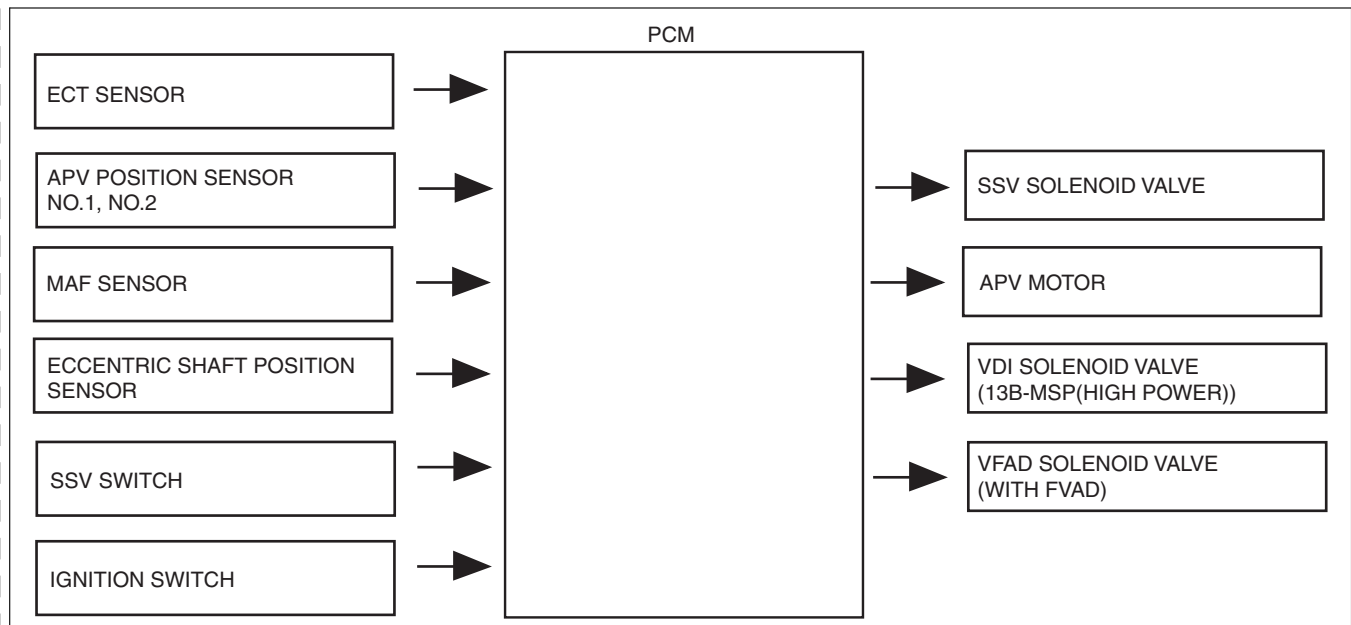 PCM
ECT SENSOR
APV POSITION SENSOR
NO.1, NO.2
MAF SENSOR
ECCENTRIC SHAFT POSITION
SENSOR
SSV SWITCH
IGNITION SWITCH
SSV SOLENOID VALVE
APV MOTOR
VDI SOLENOID VALVE
(13B-MSP(HIGH POWER))
VFAD SOLENOID VALVE
(WITH FVAD)